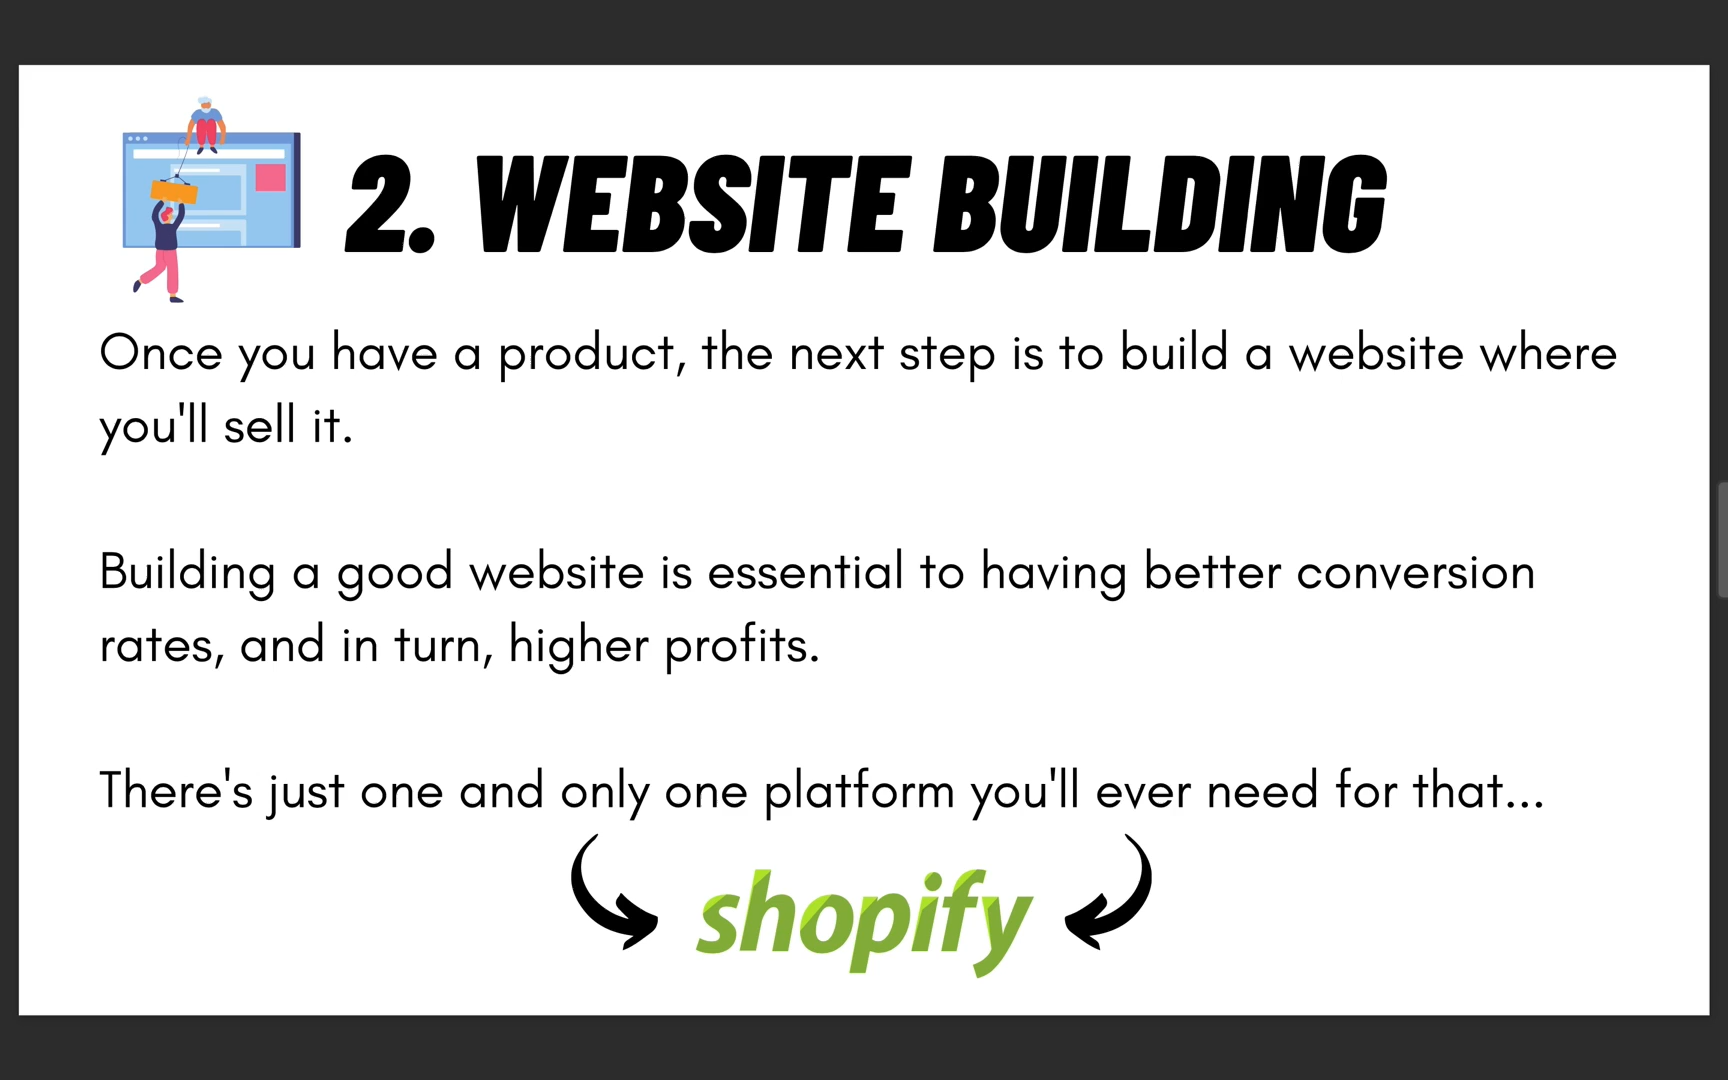 2. WEBSITE BUILDING
Once you have a product, the next step is to build a website where
you'll sell it.
Building a good website is essential to having better conversion
rates, and in turn, higher profits.
There's just one and only one platform you'll ever need for that...
shopify